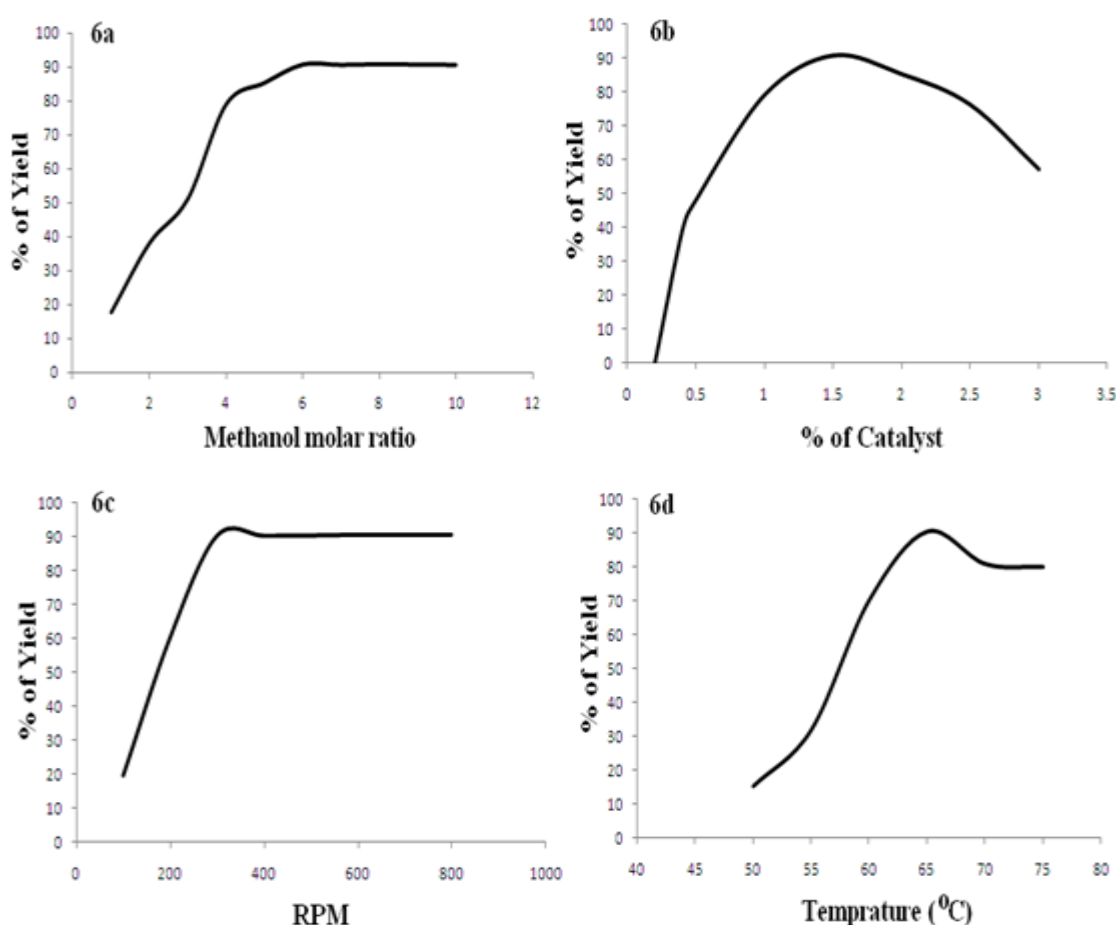 6a
100
90
80
70
60
50
40
30
20
10
0
% of Yield
0 2 4 6 8 10 12
Methanol molar ratio
6b
100
90
80
70
60
50
40
30
20
10
0
% of Yield
0 0.5 1 1.5 2 2.5 3 3.5
% of Catalyst
6c
100
90
80
70
60
50
40
30
20
10
0
% of Yield
0 200 400 600 800 1000
RPM
6d
100
90
80
70
60
50
40
30
20
10
0
% of Yield
40 45 50 55 60 65 70 75 80
Temprature (⁰C)